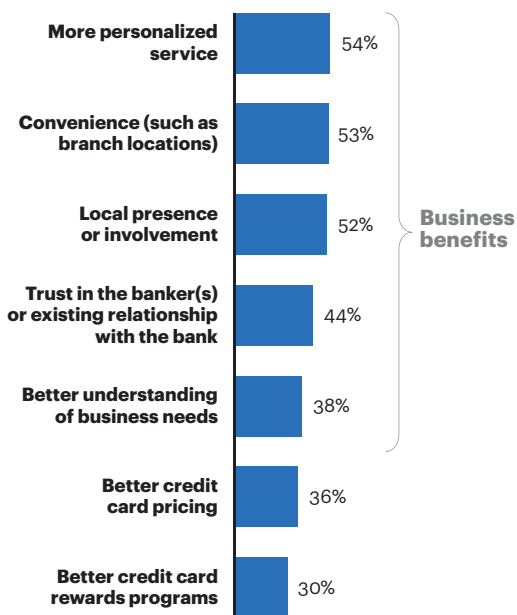 More personalized
service
54%
Convenience (such as
branch locations)
53%
Local presence
or involvement
52%
Business
benefits
Trust in the banker(s)
or existing relationship
with the bank
44%
Better understanding
of business needs
38%
Better credit
card pricing
36%
Better credit card
rewards programs
30%